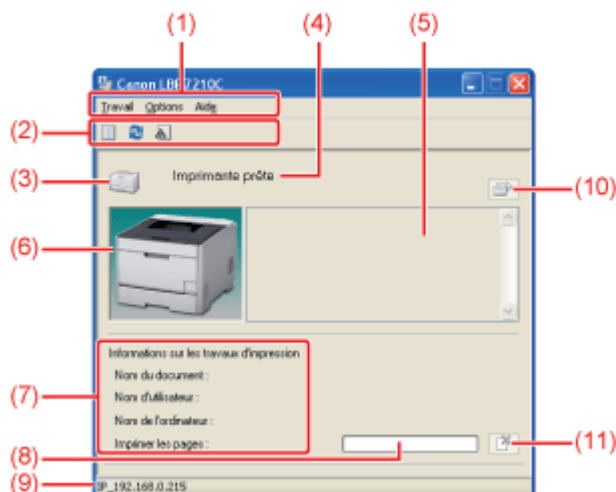 (1) (4) (5)
Canon LBP7210C
Travail Options Aide
(2)
(3) Imprimante prête
(10)
(6)
Informations sur les travaux d'impression
Nom du document :
Nom d'utilisateur :
(7)
Nom de l'ordinateur :
Imprimer les pages :
(11)
(8)
(9) IP_192.168.0.215